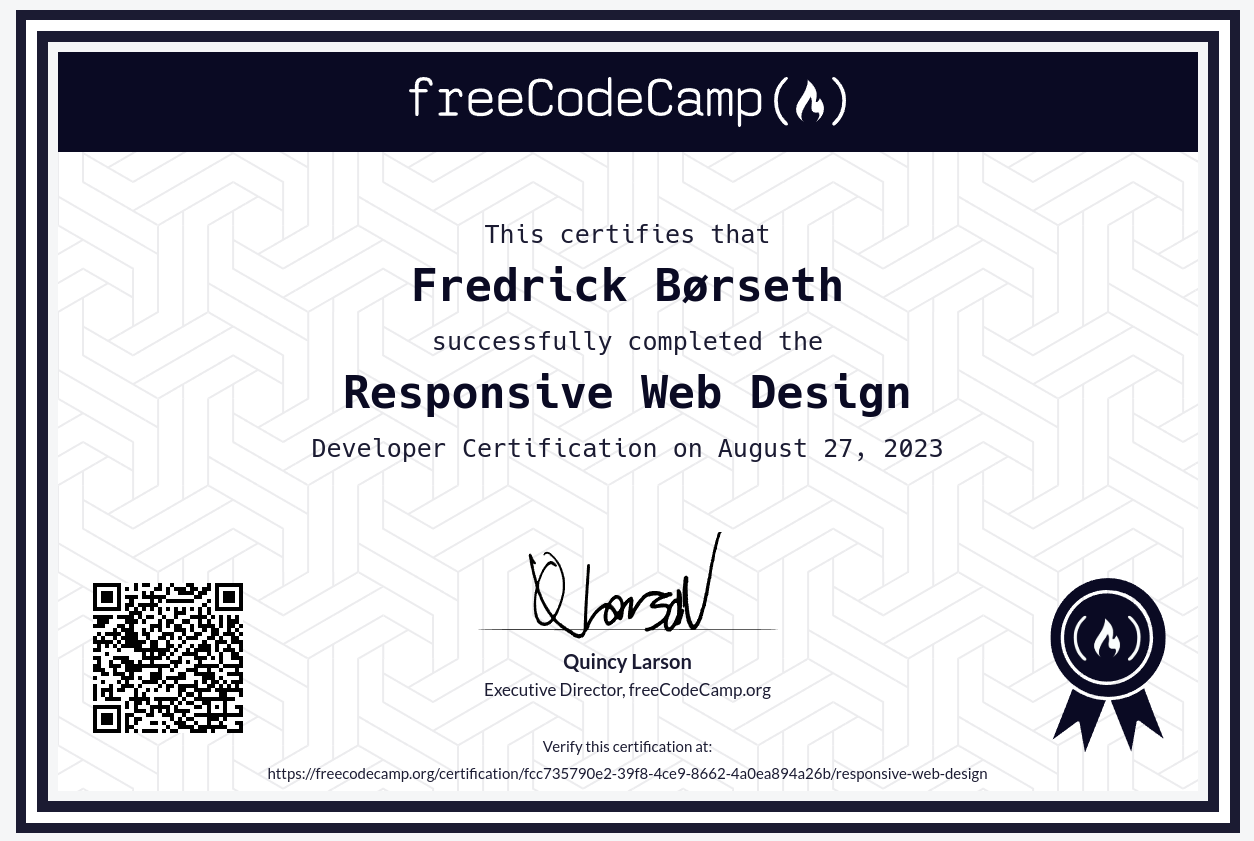 freeCodeCamp(🔥)
This certifies that
Fredrick Børseth
successfully completed the
Responsive Web Design
Developer Certification on August 27, 2023
Q Larson
Quincy Larson
Executive Director, freeCodeCamp.org
Verify this certification at:
https://freecodecamp.org/certification/fcc735790e2-39f8-4ce9-8662-4a0ea894a26b/responsive-web-design